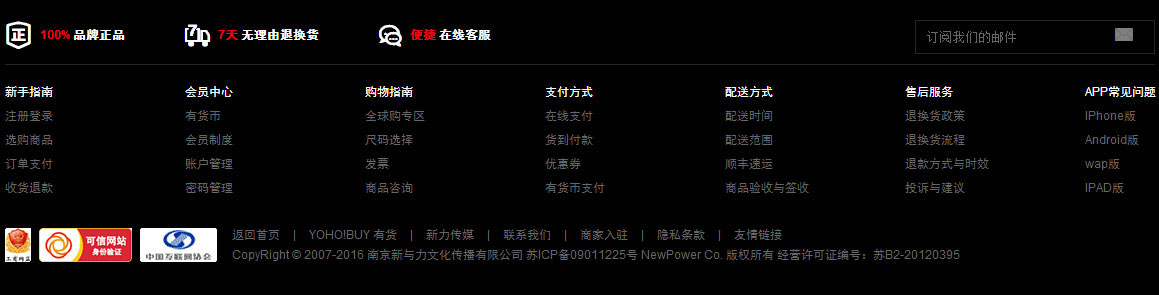 正 100% 品牌正品 7 7天 无理由退换货 便捷 在线客服 订阅我们的邮件
新手指南 会员中心 购物指南 支付方式 配送方式 售后服务 APP常见问题
注册登录 有货币 全球购专区 在线支付 配送时间 退换货政策 IPhone版
选购商品 会员制度 尺码选择 货到付款 配送范围 退换货流程 Android版
订单支付 账户管理 发票 优惠券 顺丰速运 退款方式与时效 wap版
收货退款 密码管理 商品咨询 有货币支付 商品验收与签收 投诉与建议 IPAD版
可信网站
身份验证
中国互联网协会
返回首页 | YOHO!BUY 有货 | 新力传媒 | 联系我们 | 商家入驻 | 隐私条款 | 友情链接
CopyRight © 2007-2016 南京新与力文化传播有限公司 苏ICP备09011225号 NewPower Co. 版权所有 经营许可证编号：苏B2-20120395